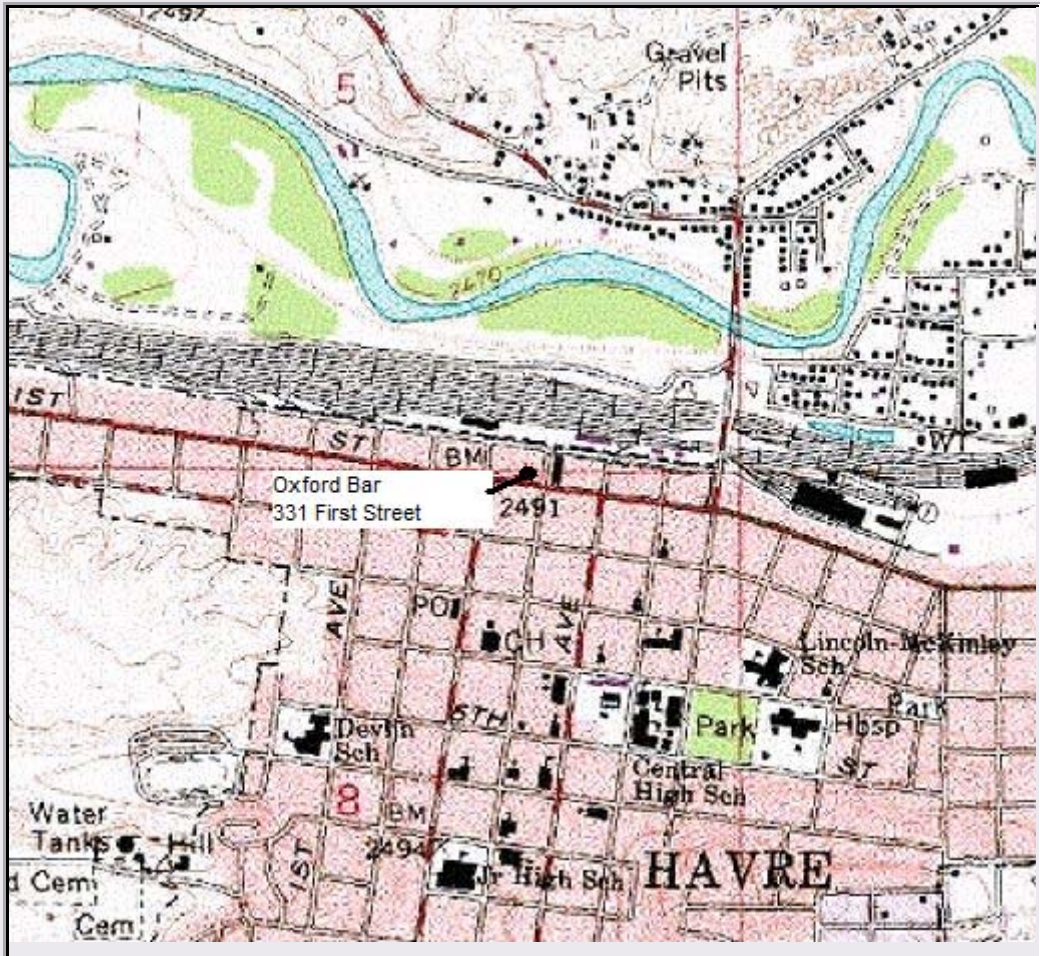 2497
Gravel
Pits
5
2470
1ST
ST
BM
W
Oxford Bar
331 First Street
2491
AVE
PO
CH
AVE
Lincoln-McKinley
Sch
Park
5TH
Devlin
Sch
Park
Hosp
Central
High Sch
ST
8
BM
2494
Water
Tanks
Hill
1ST
Jr High Sch
HAVRE
d Cem
Cem